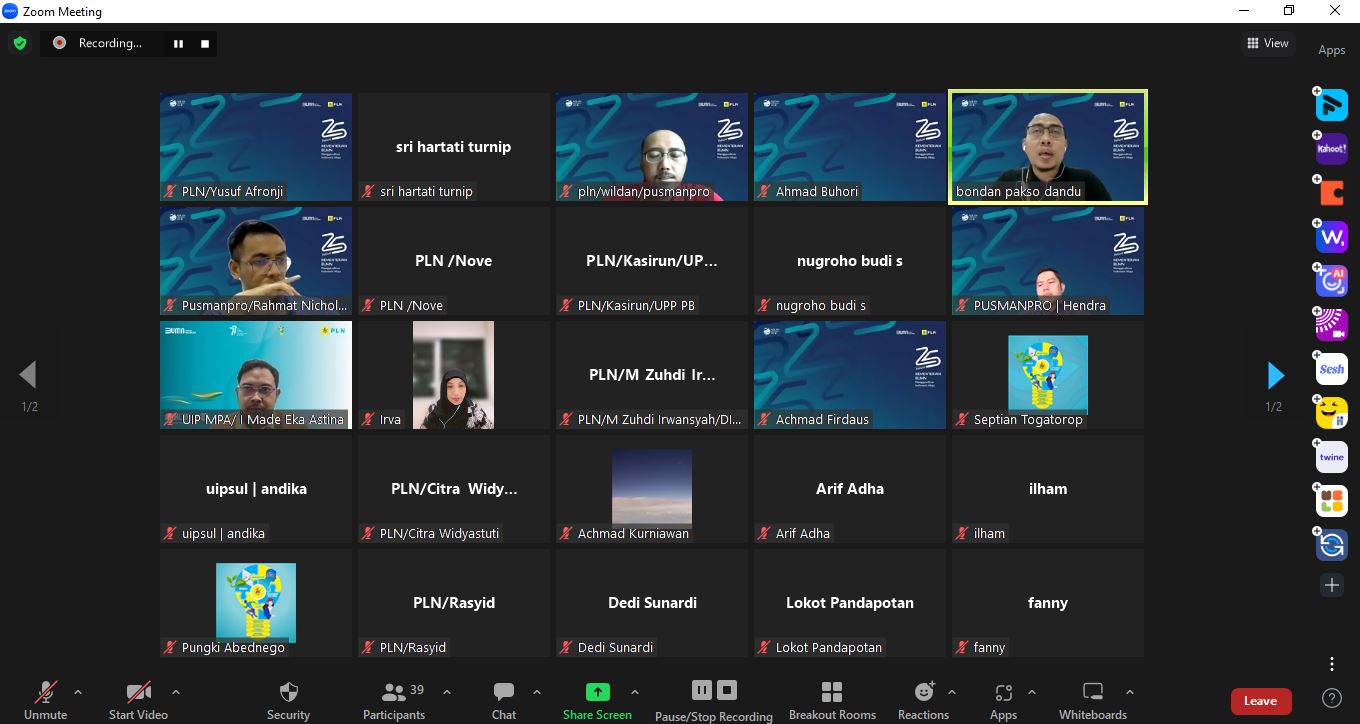 Zoom Meeting
Recording...
View
Apps
PLN/Yusuf Afronji
sri hartati turnip
sri hartati turnip
pln/wildan/pusmanpro
Ahmad Buhori
bondan pakso dandu
Pusmanpro/Rahmat Nichol...
PLN /Nove
PLN /Nove
PLN/Kasirun/UP...
PLN/Kasirun/UPP PB
nugroho budi s
nugroho budi s
PUSMANPRO | Hendra
Kahoot!
W,
AI
1/2
1/2
UIP MPA/ I Made Eka Astina
Irva
PLN/M Zuhdi Ir...
PLN/M Zuhdi Irwansyah/DI...
Achmad Firdaus
Septian Togatorop
Sesh
uipsul | andika
uipsul | andika
PLN/Citra Widy...
PLN/Citra Widyastuti
Achmad Kurniawan
Arif Adha
Arif Adha
ilham
ilham
twine
Pungki Abednego
PLN/Rasyid
PLN/Rasyid
Dedi Sunardi
Dedi Sunardi
Lokot Pandapotan
Lokot Pandapotan
fanny
fanny
Unmute
Start Video
Security
Participants
39
Chat
Share Screen
Pause/Stop Recording
Breakout Rooms
Reactions
Apps
Whiteboards
Leave